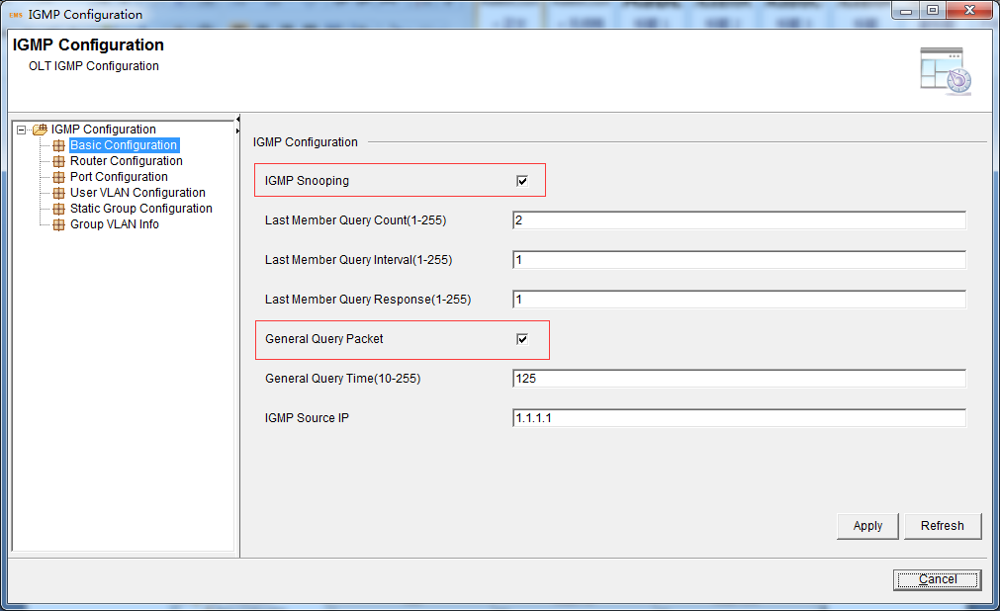 EMS IGMP Configuration
IGMP Configuration
OLT IGMP Configuration
IGMP Configuration
Basic Configuration
Router Configuration
Port Configuration
User VLAN Configuration
Static Group Configuration
Group VLAN Info
IGMP Configuration
IGMP Snooping
Last Member Query Count(1-255) 2
Last Member Query Interval(1-255) 1
Last Member Query Response(1-255) 1
General Query Packet
General Query Time(10-255) 125
IGMP Source IP 1.1.1.1
Apply Refresh
Cancel